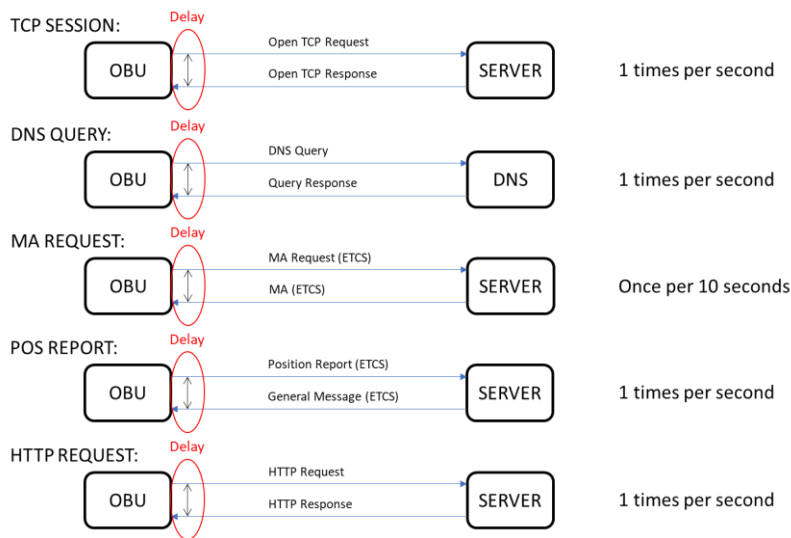 TCP SESSION:
Delay
OBU
Open TCP Request
Open TCP Response
SERVER
1 times per second
DNS QUERY:
Delay
OBU
DNS Query
Query Response
DNS
1 times per second
MA REQUEST:
Delay
OBU
MA Request (ETCS)
MA (ETCS)
SERVER
Once per 10 seconds
POS REPORT:
Delay
OBU
Position Report (ETCS)
General Message (ETCS)
SERVER
1 times per second
HTTP REQUEST:
Delay
OBU
HTTP Request
HTTP Response
SERVER
1 times per second